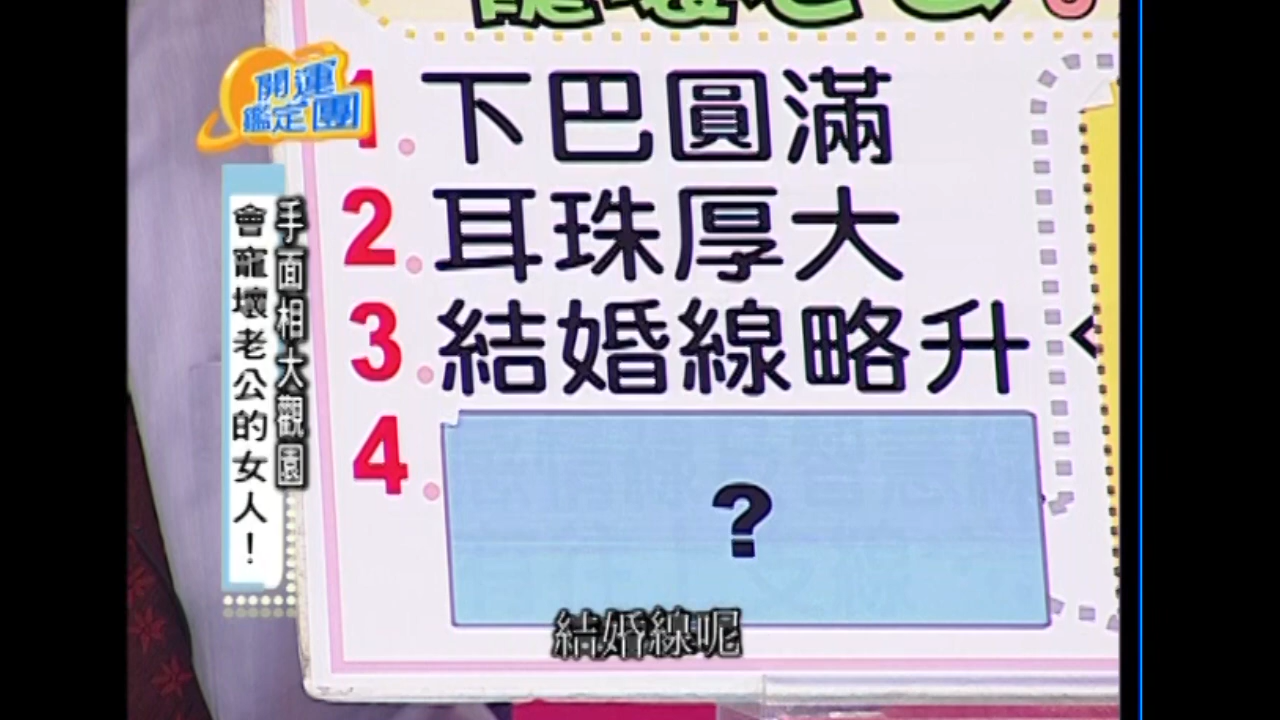 開運
鑑定團
手面相大觀園
會寵壞老公的女人！
1. 下巴圓滿
2. 耳珠厚大
3. 結婚線略升
4. ?
結婚線呢